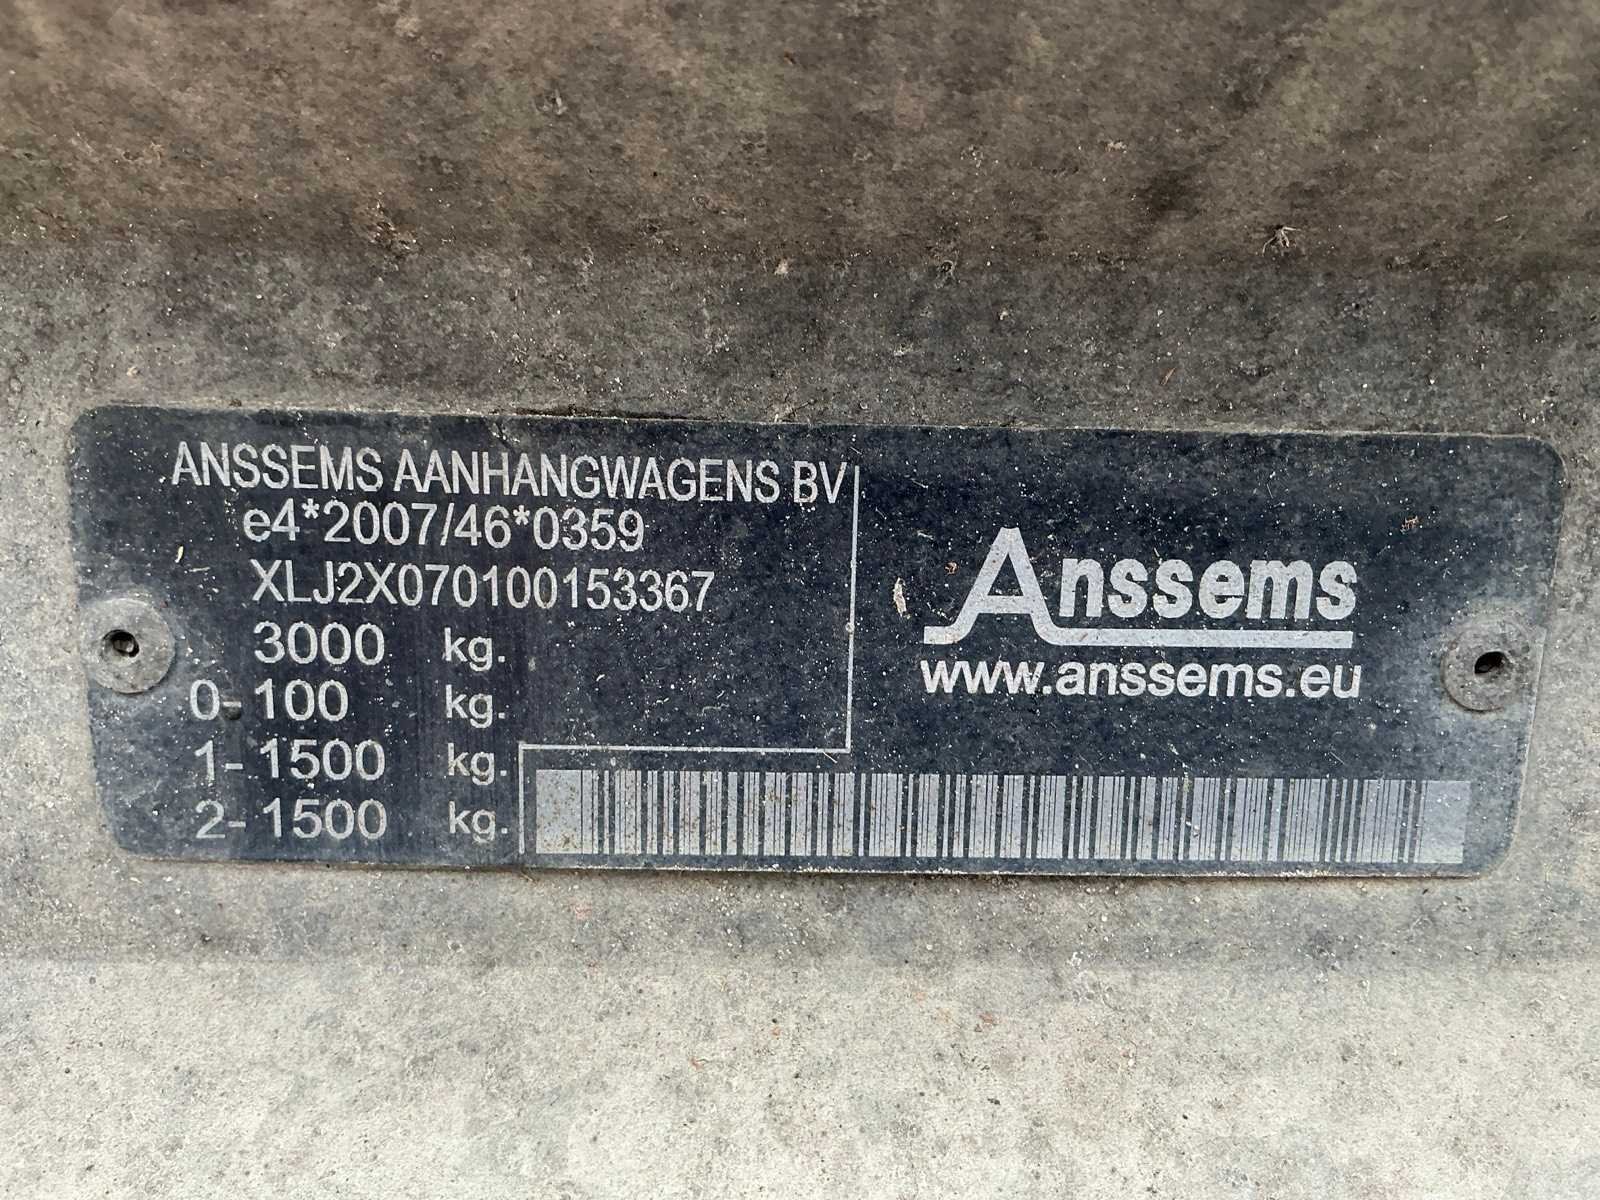 ANSSEMS AANHANGWAGENS BV
e4*2007/46*0359
XLJ2X070100153367
3000 kg.
0- 100 kg.
1- 1500 kg.
2- 1500 kg.
Anssems
www.anssems.eu